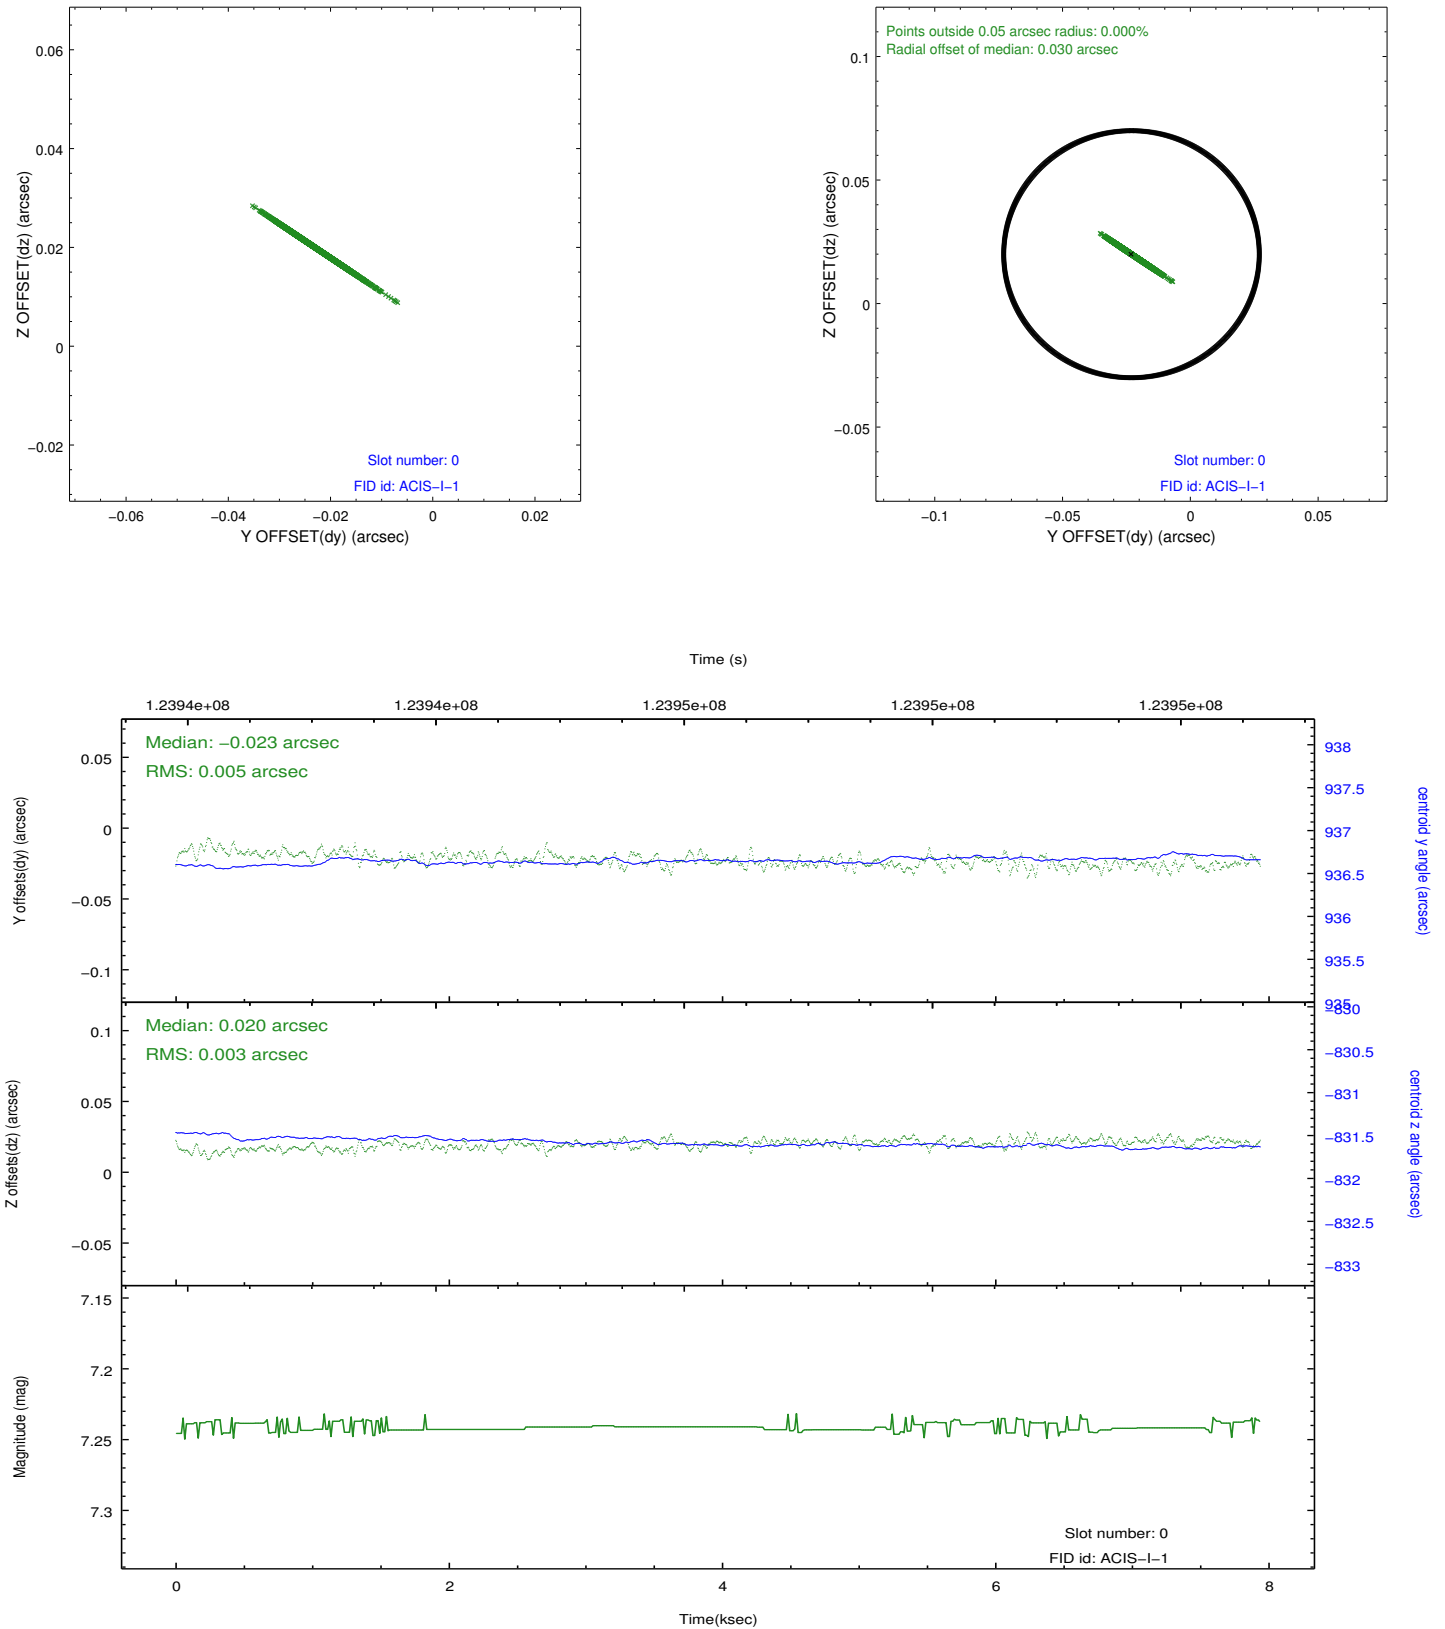 0.06
0.04
0.02
0
−0.02
Z OFFSET(dz) (arcsec)
−0.06
−0.04
−0.02
0
0.02
Y OFFSET(dy) (arcsec)
Slot number: 0
FID id: ACIS−I−1
Points outside 0.05 arcsec radius: 0.000%
Radial offset of median: 0.030 arcsec
0.1
0.05
0
−0.05
Z OFFSET(dz) (arcsec)
Slot number: 0
FID id: ACIS−I−1
−0.1
−0.05
0
0.05
Y OFFSET(dy) (arcsec)
Time (s)
1.2394e+08
1.2394e+08
1.2395e+08
1.2395e+08
1.2395e+08
Median: −0.023 arcsec
RMS: 0.005 arcsec
0.05
0
−0.05
−0.1
Y offsets(dy) (arcsec)
938
937.5
937
936.5
936
935.5
935
centroid y angle (arcsec)
Median: 0.020 arcsec
RMS: 0.003 arcsec
0.1
0.05
0
−0.05
Z offsets(dz) (arcsec)
−830
−830.5
−831
−831.5
−832
−832.5
−833
centroid z angle (arcsec)
7.15
7.2
7.25
7.3
Magnitude (mag)
Slot number: 0
FID id: ACIS−I−1
0
2
4
6
8
Time(ksec)